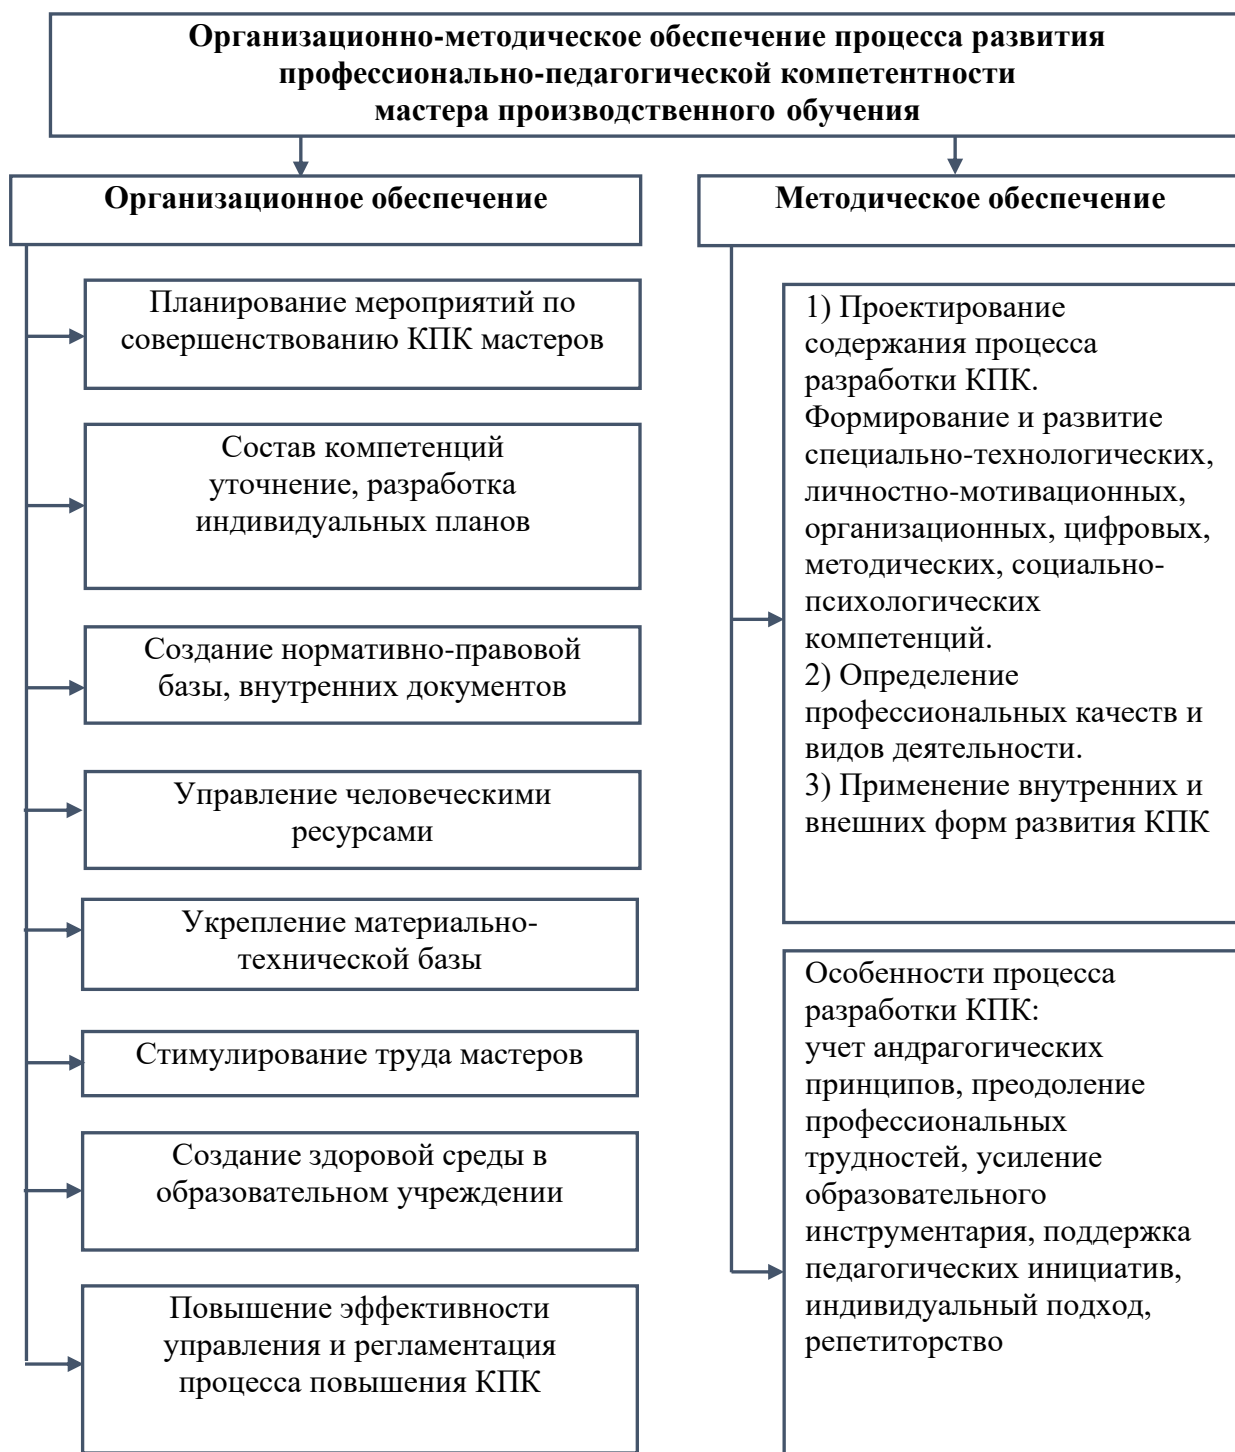 Организационно-методическое обеспечение процесса развития
профессионально-педагогической компетентности
мастера производственного обучения
Организационное обеспечение
Планирование мероприятий по
совершенствованию КПК мастеров
Состав компетенций
уточнение, разработка
индивидуальных планов
Создание нормативно-правовой
базы, внутренних документов
Управление человеческими
ресурсами
Укрепление материально-
технической базы
Стимулирование труда мастеров
Создание здоровой среды в
образовательном учреждении
Повышение эффективности
управления и регламентация
процесса повышения КПК
Методическое обеспечение
1) Проектирование
содержания процесса
разработки КПК.
Формирование и развитие
специально-технологических,
личностно-мотивационных,
организационных, цифровых,
методических, социально-
психологических
компетенций.
2) Определение
профессиональных качеств и
видов деятельности.
3) Применение внутренних и
внешних форм развития КПК
Особенности процесса
разработки КПК:
учет андрагогических
принципов, преодоление
профессиональных
трудностей, усиление
образовательного
инструментария, поддержка
педагогических инициатив,
индивидуальный подход,
репетиторство